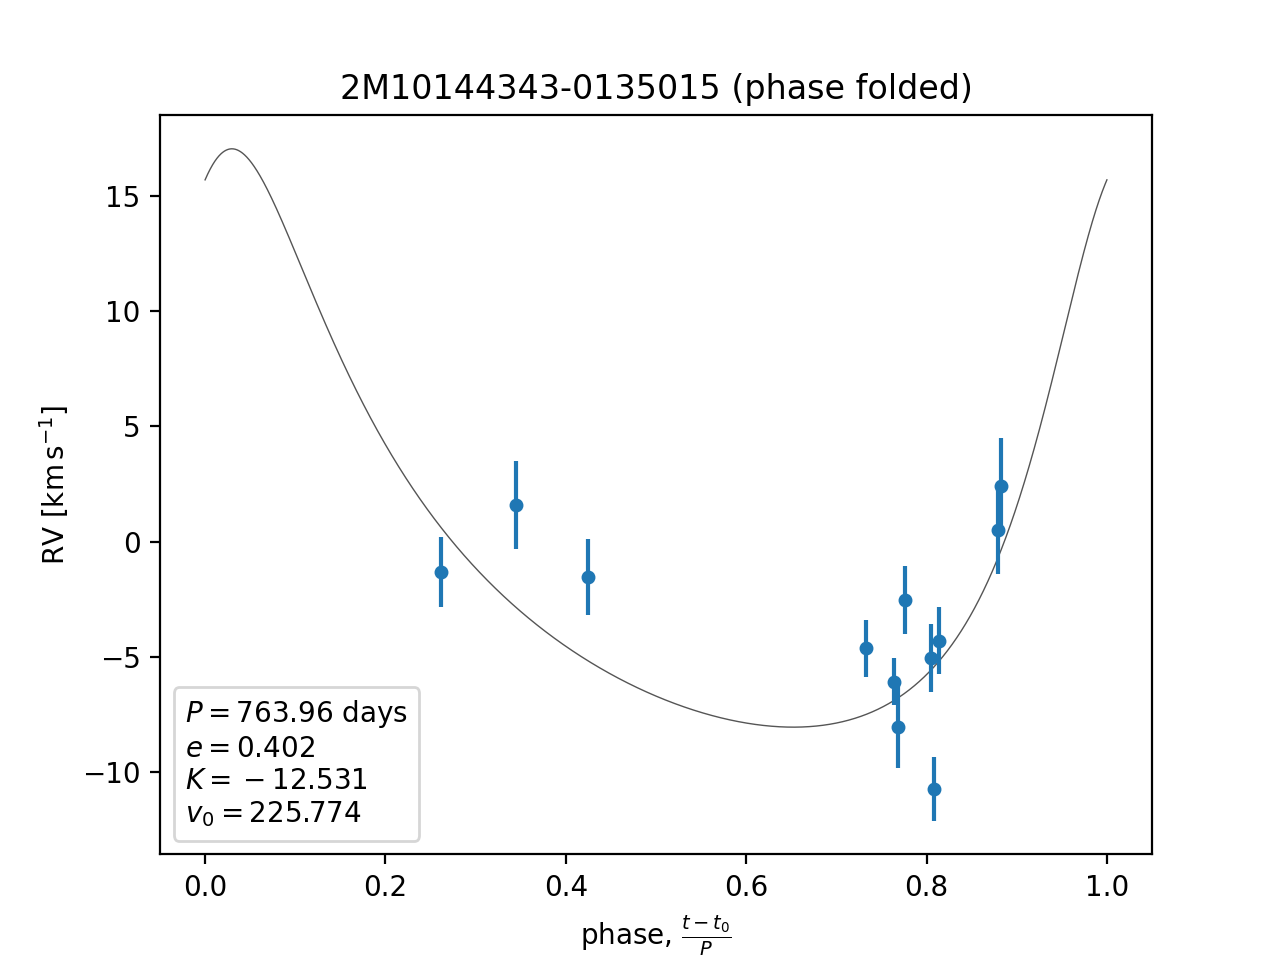 2M10144343-0135015 (phase folded)
RV [km s⁻¹]
15
10
5
0
−5
−10
P = 763.96 days
e = 0.402
K = −12.531
v₀ = 225.774
0.0 0.2 0.4 0.6 0.8 1.0
phase, (t − t₀)/P